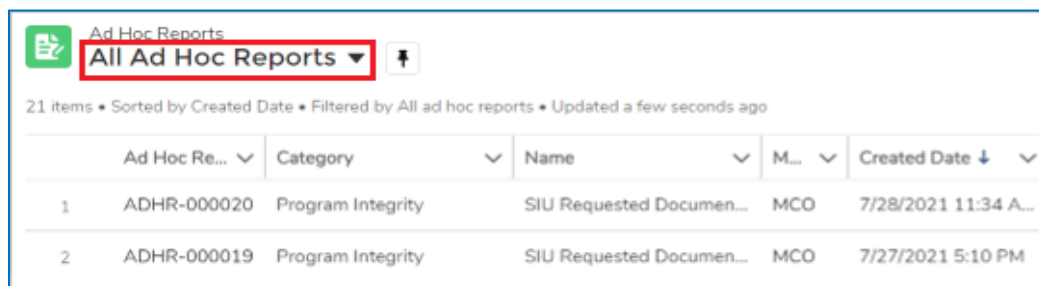 Ad Hoc Reports
All Ad Hoc Reports
21 items • Sorted by Created Date • Filtered by All ad hoc reports • Updated a few seconds ago
Ad Hoc Re... Category Name M... Created Date
1 ADHR-000020 Program Integrity SIU Requested Documen... MCO 7/28/2021 11:34 A...
2 ADHR-000019 Program Integrity SIU Requested Documen... MCO 7/27/2021 5:10 PM